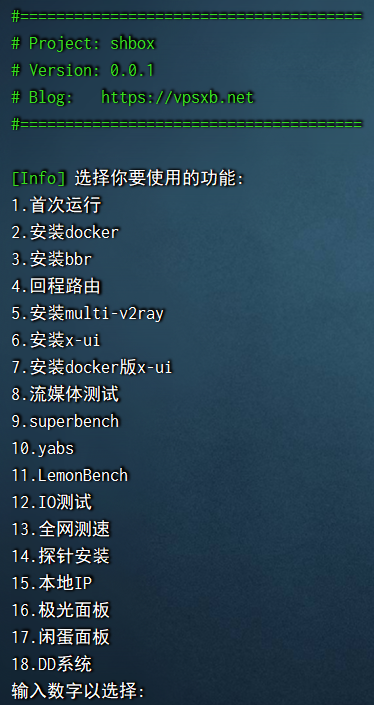 #======================================
# Project: shbox
# Version: 0.0.1
# Blog:   https://vpsxb.net
#======================================
[Info] 选择你要使用的功能:
1.首次运行
2.安装docker
3.安装bbr
4.回程路由
5.安装multi-v2ray
6.安装x-ui
7.安装docker版x-ui
8.流媒体测试
9.superbench
10.yabs
11.LemonBench
12.IO测试
13.全网测速
14.探针安装
15.本地IP
16.极光面板
17.闲蛋面板
18.DD系统
输入数字以选择: